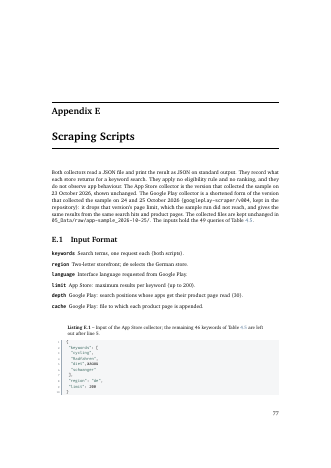 Appendix E
Scraping Scripts
Both collectors read a JSON file and print the result as JSON on standard output. They record what
each store returns for a keyword search. They apply no eligibility rule and no ranking, and they
do not observe app behaviour. The App Store collector is the version that collected the sample on
23 October 2026, shown unchanged. The Google Play collector is a shortened form of the version
that collected the sample on 24 and 25 October 2026 (googleplay-scraper/v004, kept in the
repository): it drops that version's page limit, which the sample run did not reach, and gives the
same results from the same search hits and product pages. The collected files are kept unchanged in
05_Data/raw/app-sample_2026-10-25/. The inputs hold the 49 queries of Table 4.5.
E.1 Input Format
keywords Search terms, one request each (both scripts).
region Two-letter storefront; de selects the German store.
language Interface language requested from Google Play.
limit App Store: maximum results per keyword (up to 200).
depth Google Play: search positions whose apps get their product page read (30).
cache Google Play: file to which each product page is appended.
Listing E.1 – Input of the App Store collector; the remaining 46 keywords of Table 4.5 are left
out after line 5.
{
"keywords": [
"cycling",
"Radfahren",
],
"region": "de",
"limit": 200
}
77